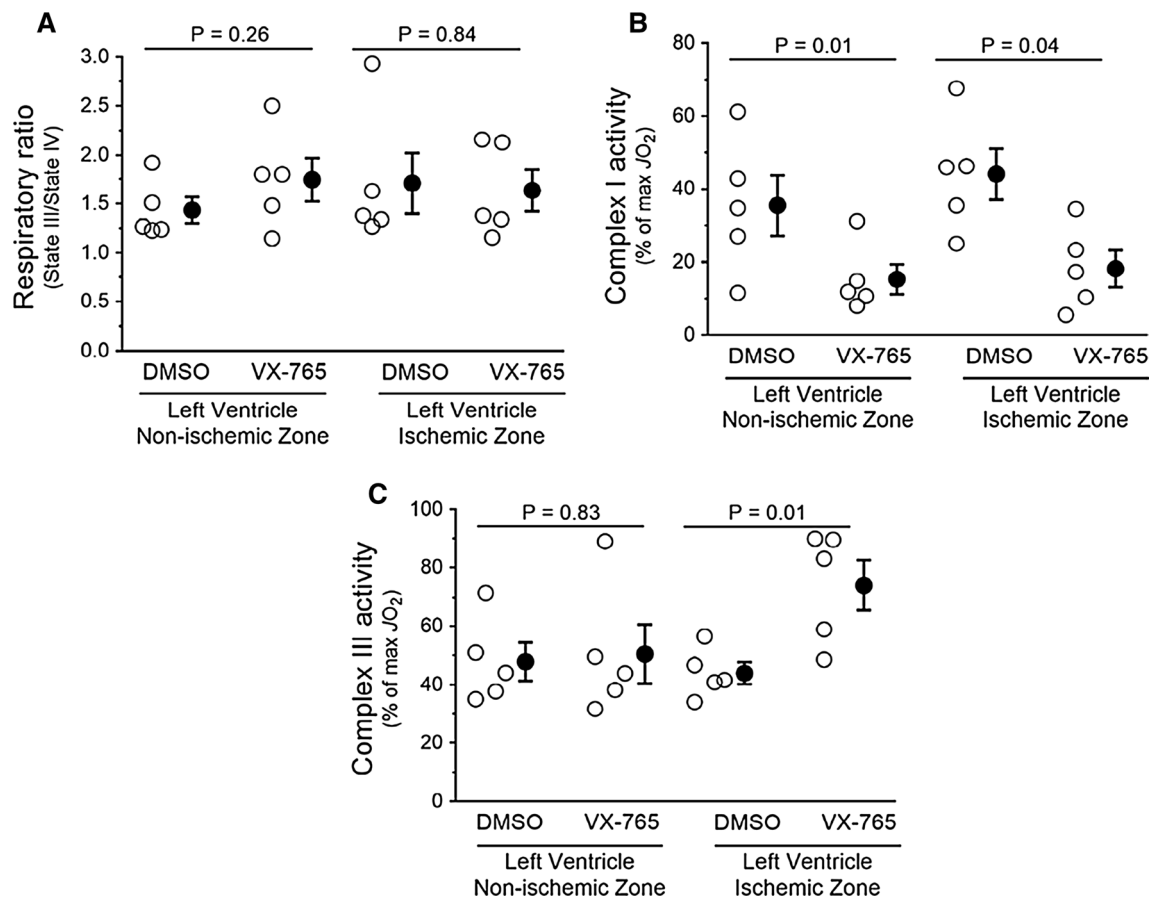 A
P = 0.26
P = 0.84
Respiratory ratio
(State III/State IV)
3.0
2.5
2.0
1.5
1.0
0.5
0.0
DMSO
VX-765
DMSO
VX-765
Left Ventricle
Non-ischemic Zone
Left Ventricle
Ischemic Zone
B
P = 0.01
P = 0.04
Complex I activity
(% of max JO2)
80
60
40
20
0
DMSO
VX-765
DMSO
VX-765
Left Ventricle
Non-ischemic Zone
Left Ventricle
Ischemic Zone
C
P = 0.83
P = 0.01
Complex III activity
(% of max JO2)
100
80
60
40
20
0
DMSO
VX-765
DMSO
VX-765
Left Ventricle
Non-ischemic Zone
Left Ventricle
Ischemic Zone